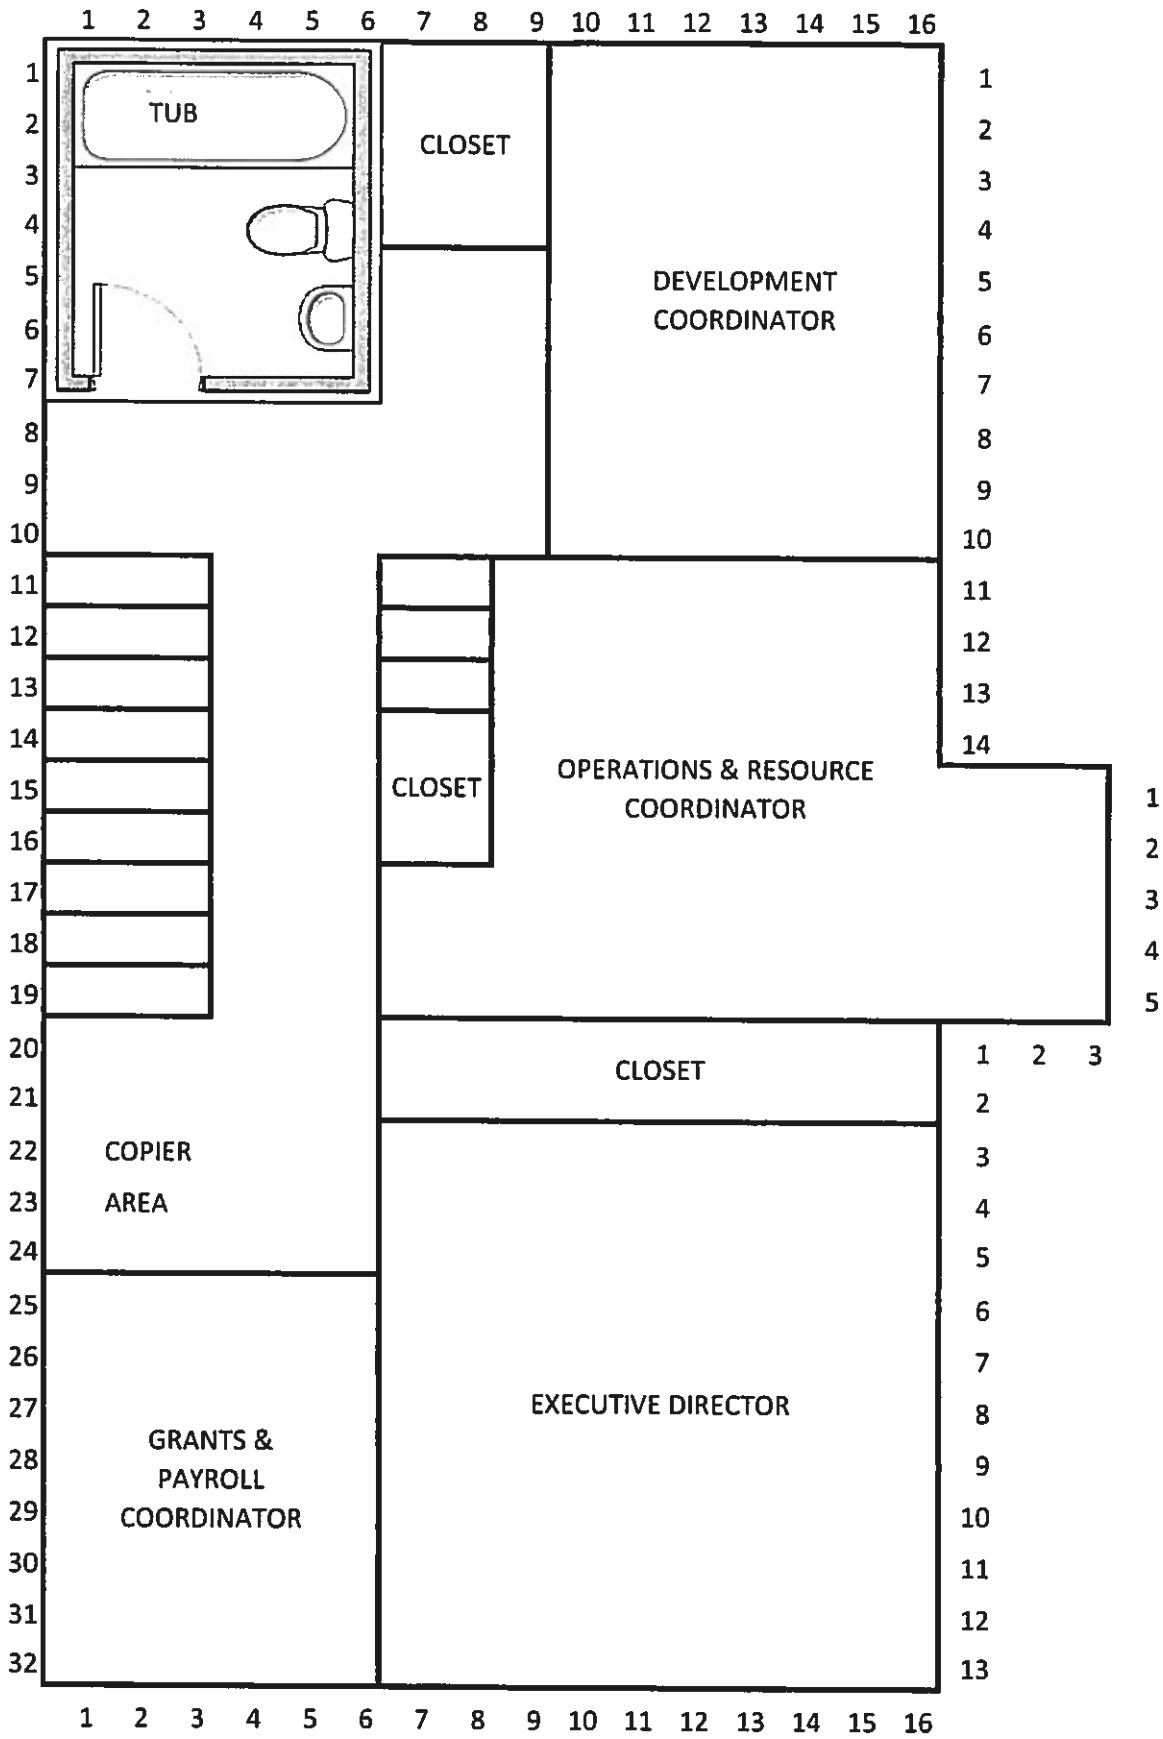 1 2 3 4 5 6 7 8 9 10 11 12 13 14 15 16
1 1
TUB
2 2
CLOSET
3 3
4 4
5 DEVELOPMENT 5
COORDINATOR
6 6
7 7
8 8
9 9
10 10
11 11
12 12
13 13
14 14
OPERATIONS & RESOURCE
15 CLOSET COORDINATOR 1
16 2
17 3
18 4
19 5
20 1 2 3
CLOSET
21 2
22 COPIER 3
23 AREA 4
24 5
25 6
26 7
27 EXECUTIVE DIRECTOR 8
GRANTS &
28 9
PAYROLL
29 COORDINATOR 10
30 11
31 12
32 13
1 2 3 4 5 6 7 8 9 10 11 12 13 14 15 16